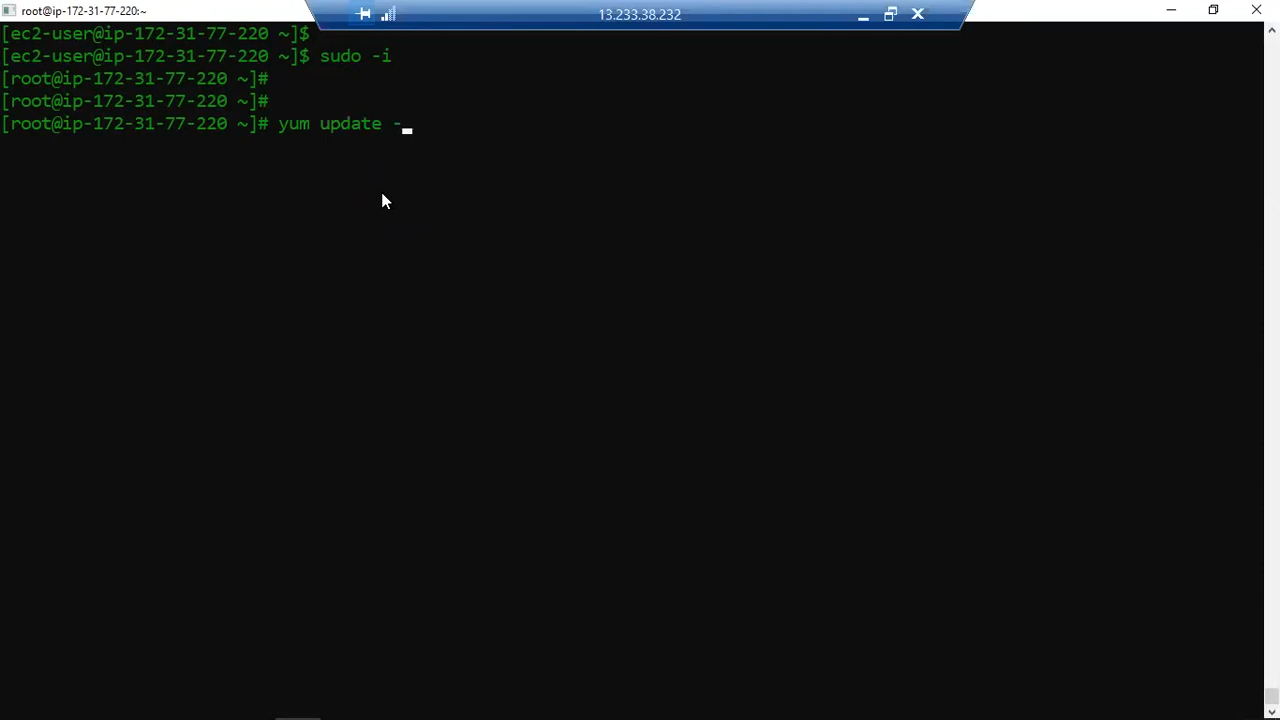 root@ip-172-31-77-220:~
13.233.38.232
[ec2-user@ip-172-31-77-220 ~]$
[ec2-user@ip-172-31-77-220 ~]$ sudo -i
[root@ip-172-31-77-220 ~]#
[root@ip-172-31-77-220 ~]#
[root@ip-172-31-77-220 ~]# yum update -